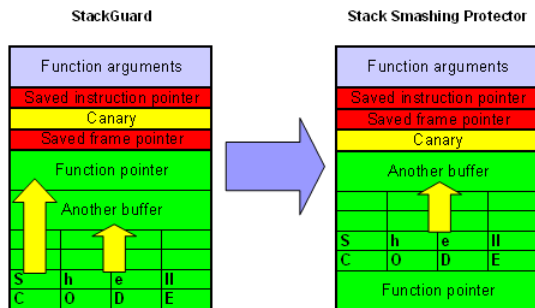 StackGuard
Function arguments
Saved instruction pointer
Canary
Saved frame pointer
Function pointer
Another buffer
S h e ll
C O D E
Stack Smashing Protector
Function arguments
Saved instruction pointer
Saved frame pointer
Canary
Another buffer
S h e ll
C O D E
Function pointer